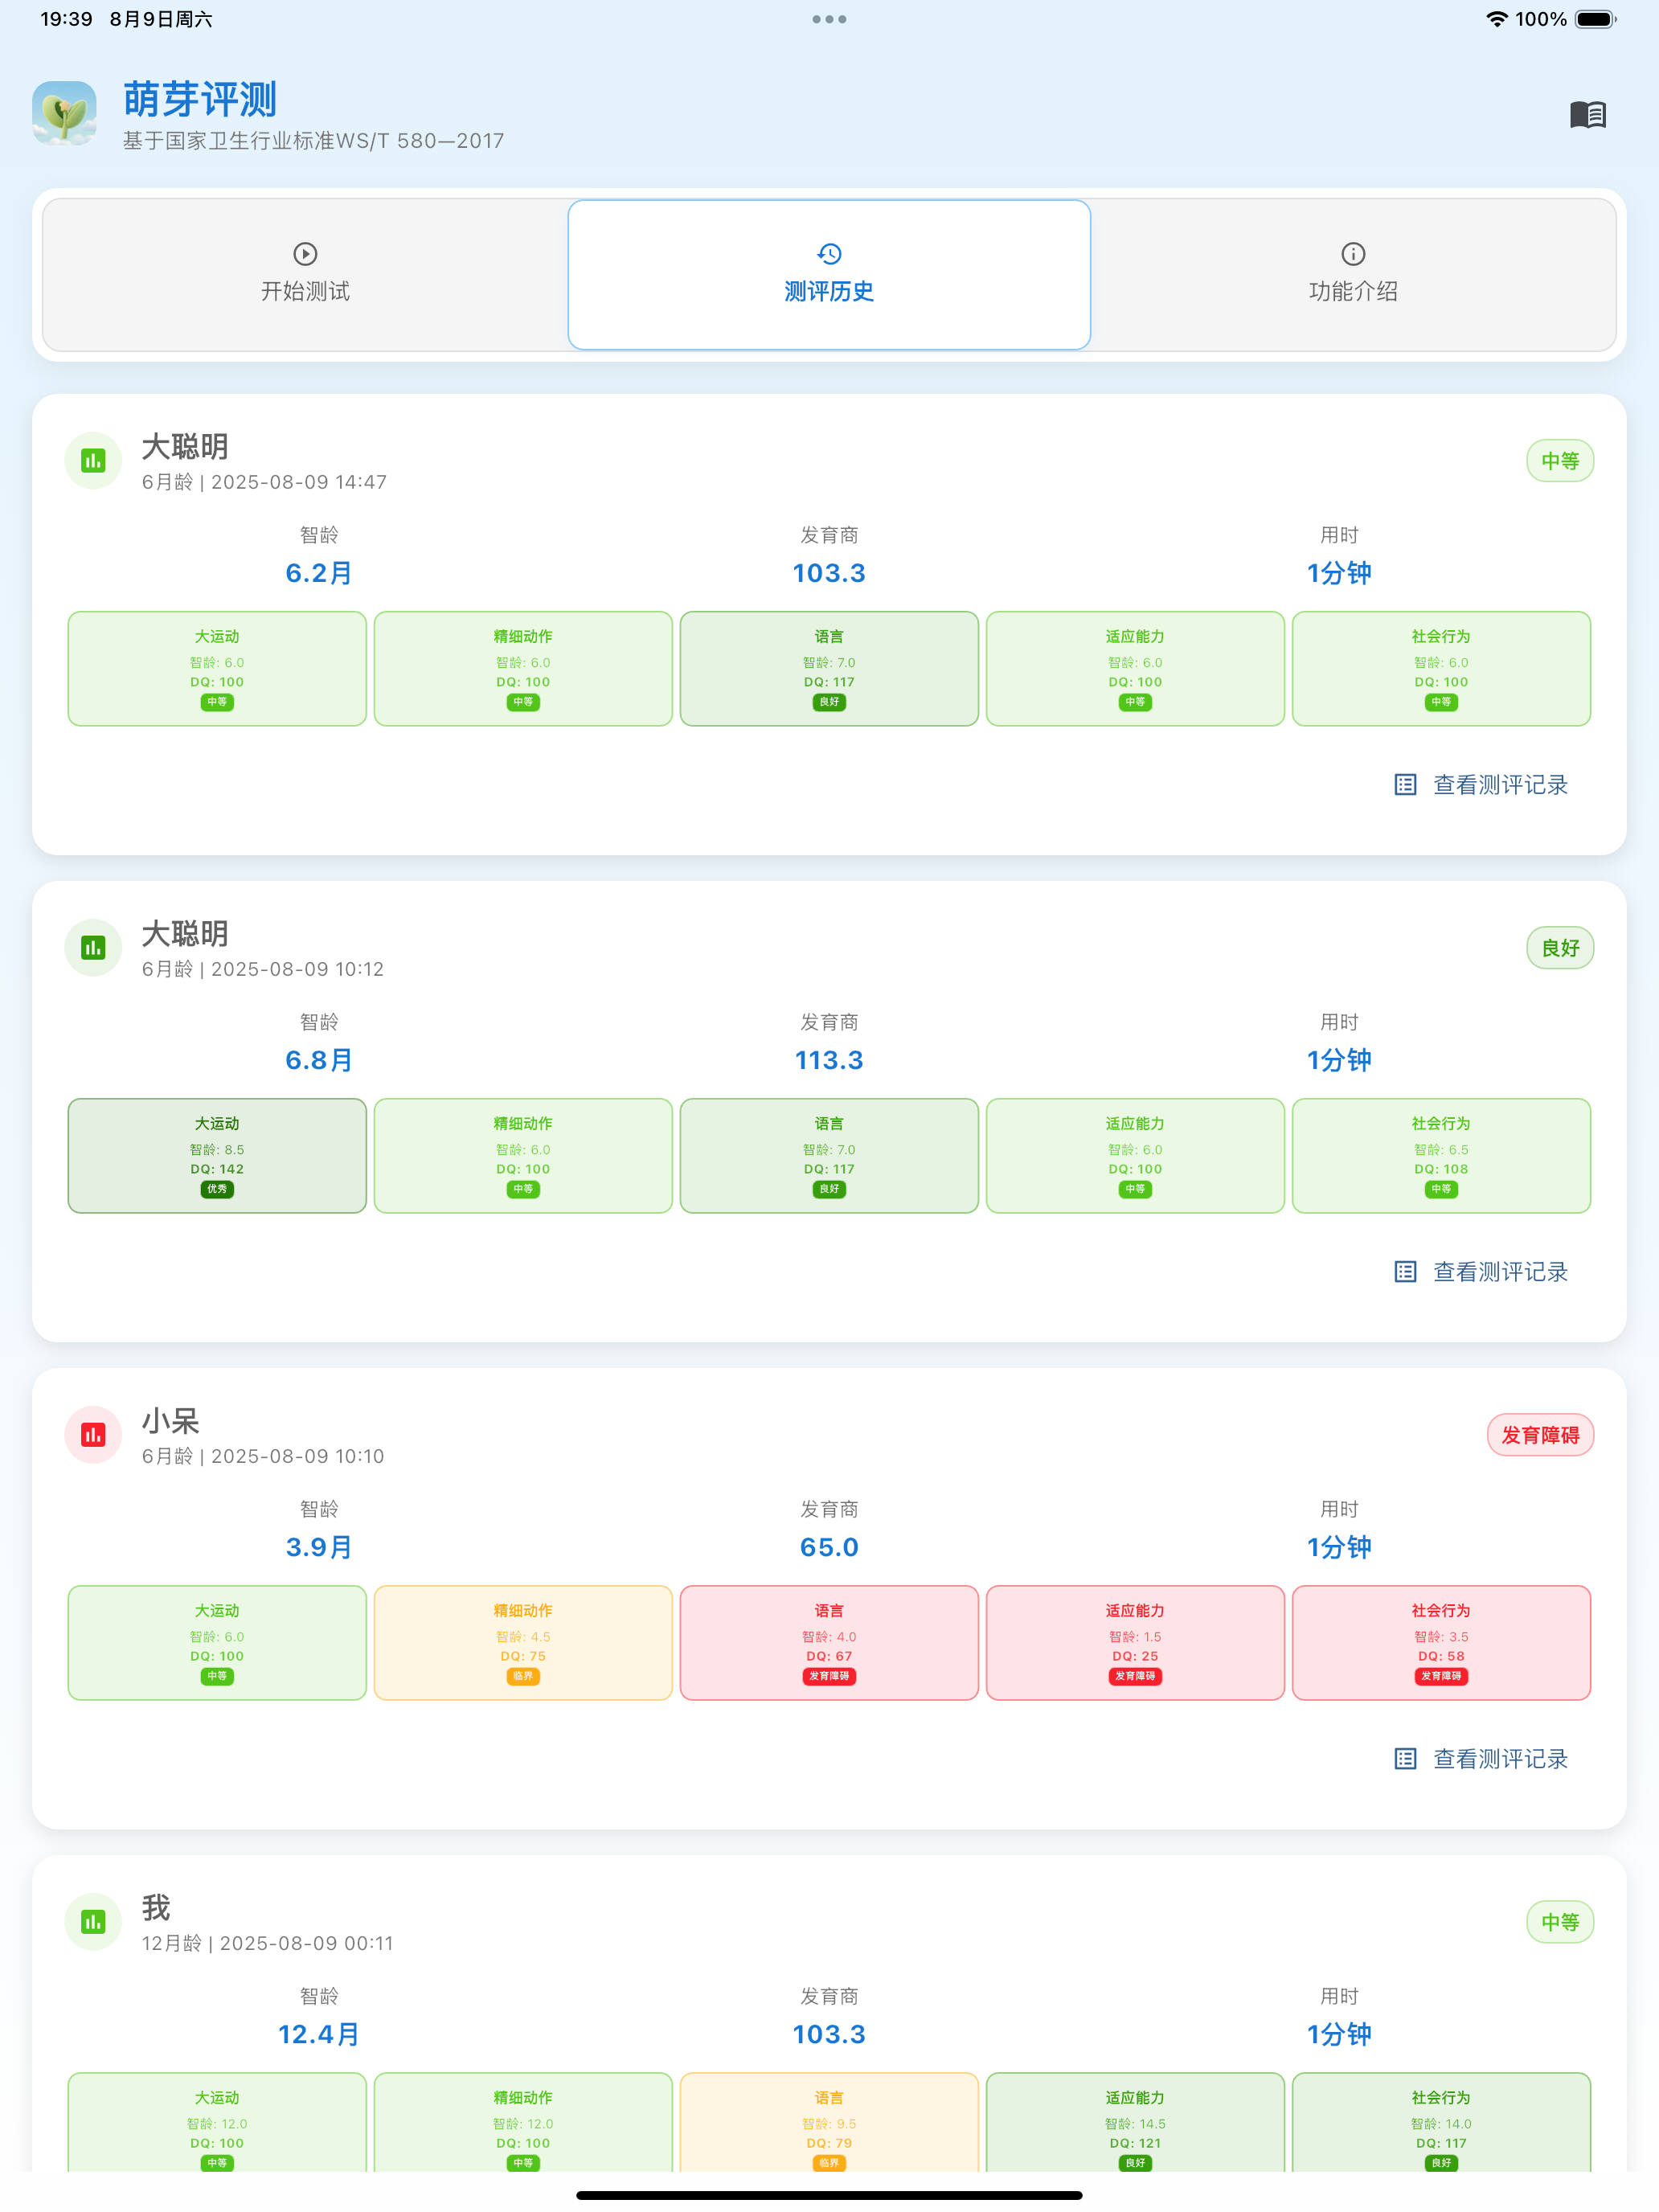 19:39 8月9日周六
100%
萌芽评测
基于国家卫生行业标准WS/T 580—2017
开始测试 测评历史 功能介绍
大聪明
6月龄 | 2025-08-09 14:47
中等
智龄 发育商 用时
6.2月 103.3 1分钟
大运动 精细动作 语言 适应能力 社会行为
智龄: 6.0 智龄: 6.0 智龄: 7.0 智龄: 6.0 智龄: 6.0
DQ: 100 DQ: 100 DQ: 117 DQ: 100 DQ: 100
中等 中等 良好 中等 中等
查看测评记录
大聪明
6月龄 | 2025-08-09 10:12
良好
智龄 发育商 用时
6.8月 113.3 1分钟
大运动 精细动作 语言 适应能力 社会行为
智龄: 8.5 智龄: 6.0 智龄: 7.0 智龄: 6.0 智龄: 6.5
DQ: 142 DQ: 100 DQ: 117 DQ: 100 DQ: 108
优秀 中等 良好 中等 中等
查看测评记录
小呆
6月龄 | 2025-08-09 10:10
发育障碍
智龄 发育商 用时
3.9月 65.0 1分钟
大运动 精细动作 语言 适应能力 社会行为
智龄: 6.0 智龄: 4.5 智龄: 4.0 智龄: 1.5 智龄: 3.5
DQ: 100 DQ: 75 DQ: 67 DQ: 25 DQ: 58
中等 临界 发育障碍 发育障碍 发育障碍
查看测评记录
我
12月龄 | 2025-08-09 00:11
中等
智龄 发育商 用时
12.4月 103.3 1分钟
大运动 精细动作 语言 适应能力 社会行为
智龄: 12.0 智龄: 12.0 智龄: 9.5 智龄: 14.5 智龄: 14.0
DQ: 100 DQ: 100 DQ: 79 DQ: 121 DQ: 117
中等 中等 临界 良好 良好